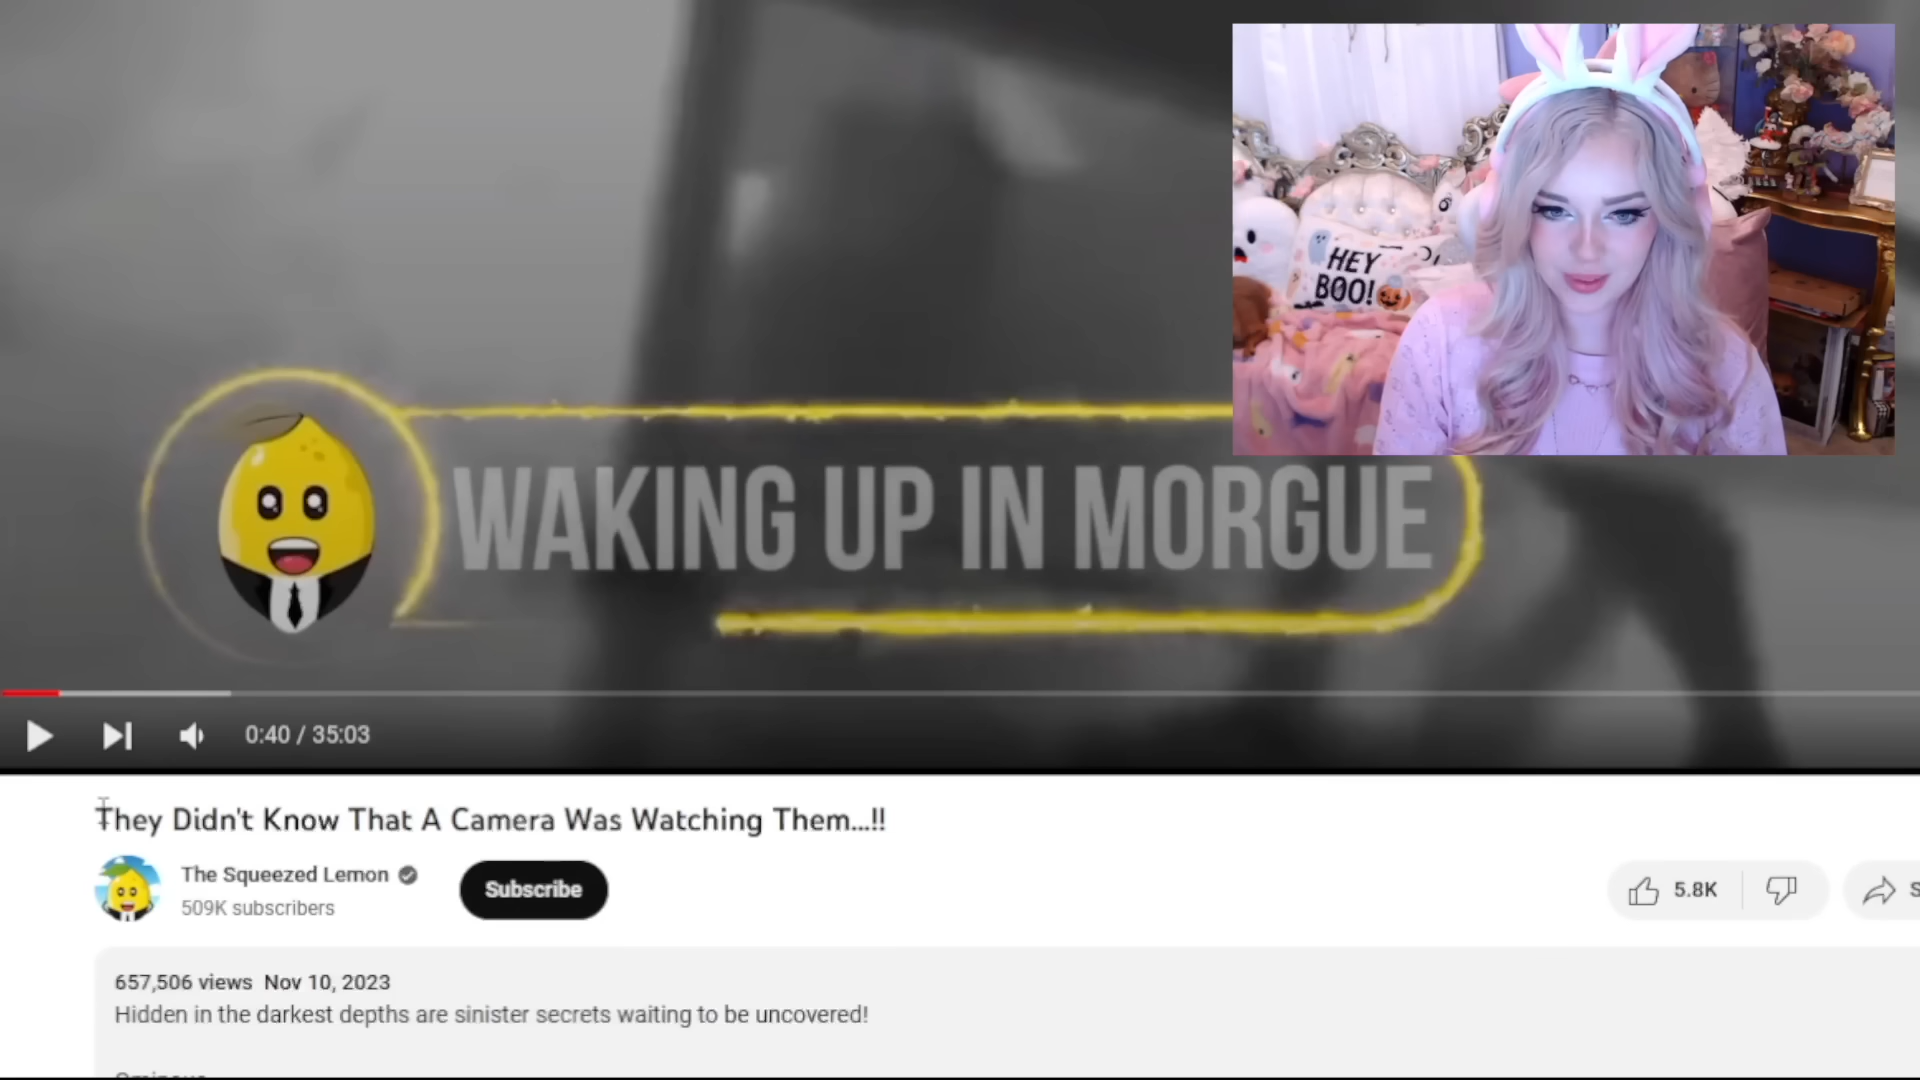 HEY
BOO!
WAKING UP IN MORGUE
0:40 / 35:03
They Didn't Know That A Camera Was Watching Them...!!
The Squeezed Lemon
509K subscribers
Subscribe
5.8K
657,506 views Nov 10, 2023
Hidden in the darkest depths are sinister secrets waiting to be uncovered!